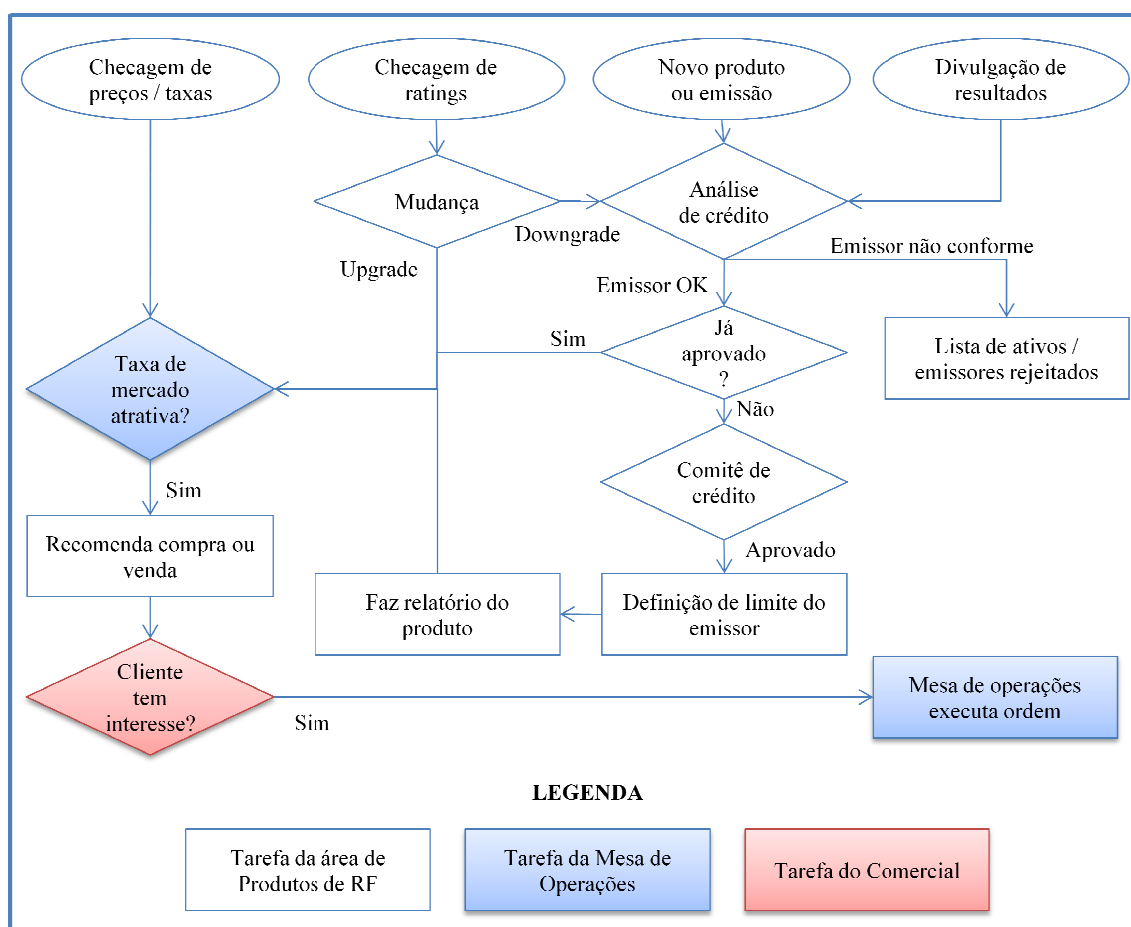 Checagem de
preços / taxas
Checagem de
ratings
Novo produto
ou emissão
Divulgação de
resultados
Mudança
Análise
de crédito
Downgrade
Upgrade
Emissor não conforme
Emissor OK
Taxa de
mercado
atrativa?
Sim
Já
aprovado
?
Lista de ativos /
emissores rejeitados
Não
Comitê de
crédito
Sim
Recomenda compra ou
venda
Aprovado
Faz relatório do
produto
Definição de limite do
emissor
Cliente
tem
interesse?
Sim
Mesa de operações
executa ordem
LEGENDA
Tarefa da área de
Produtos de RF
Tarefa da Mesa de
Operações
Tarefa do Comercial